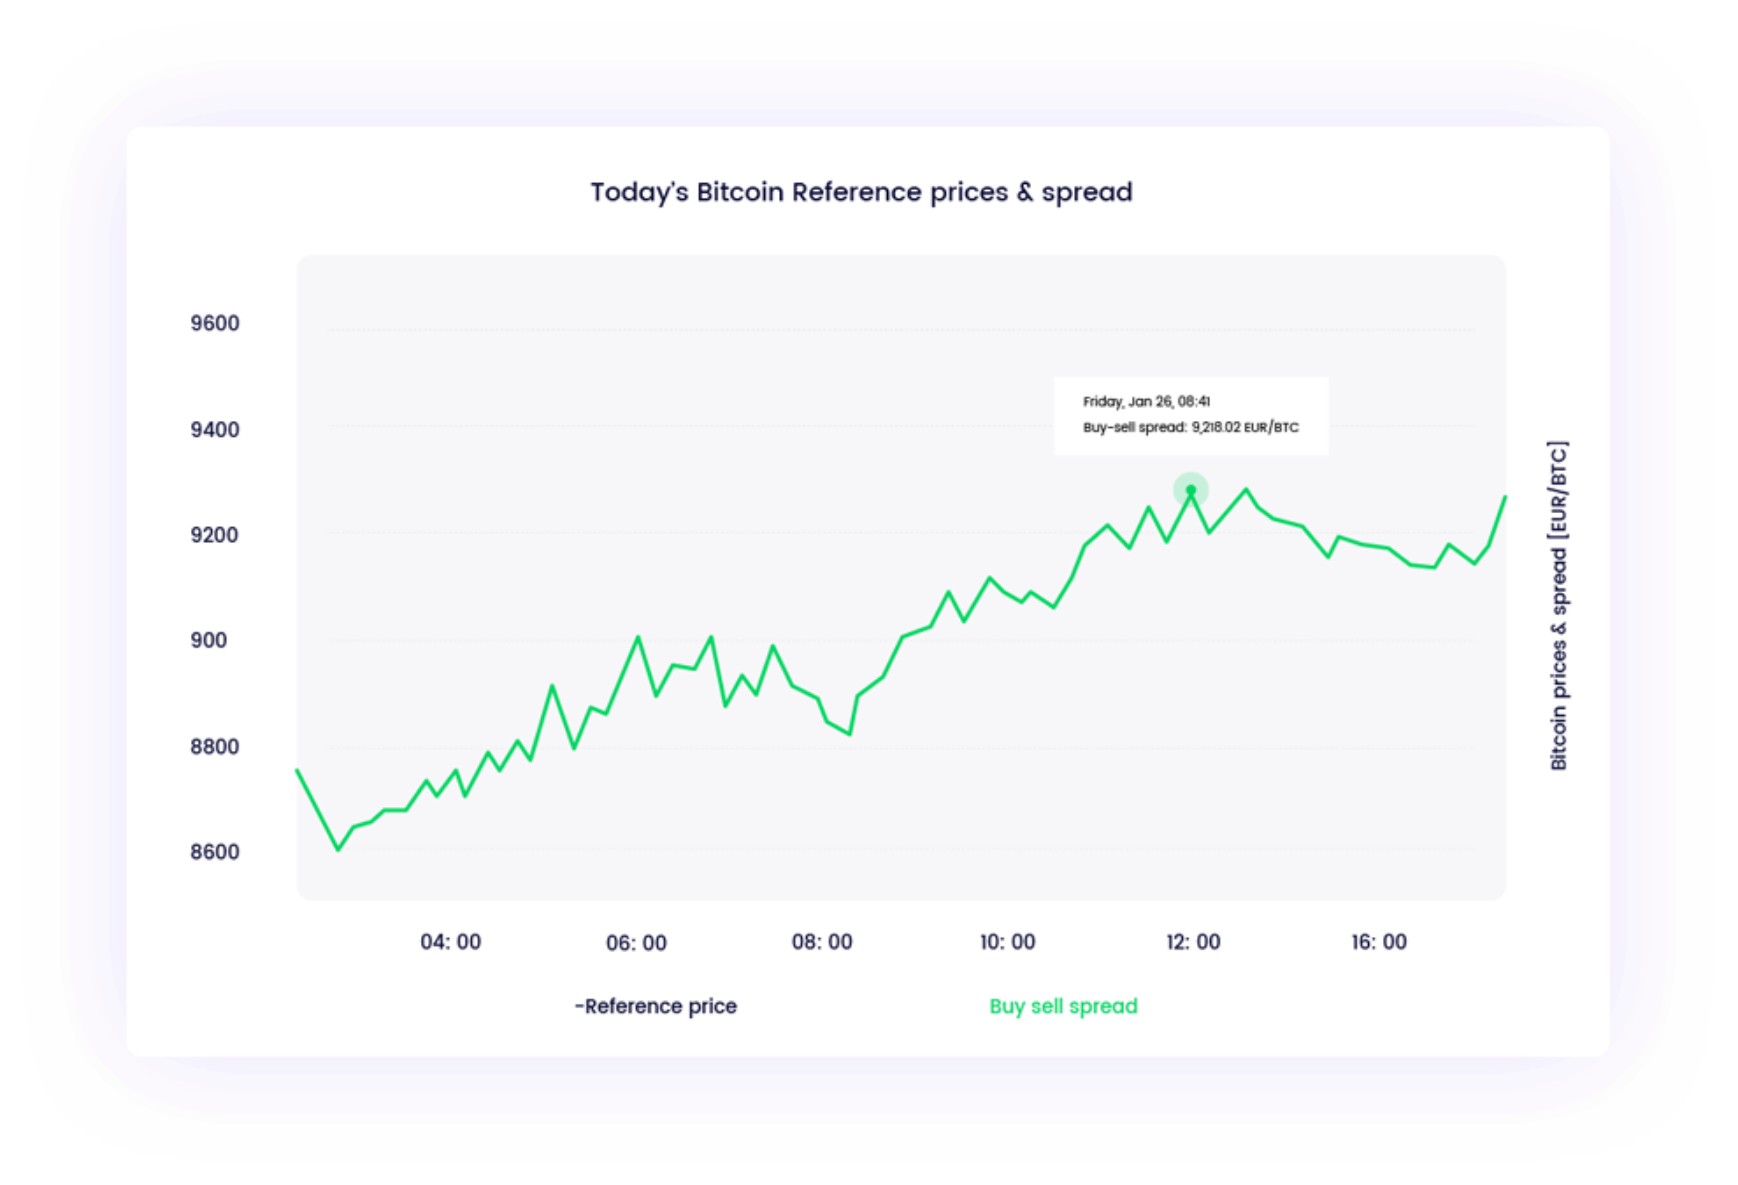 Today's Bitcoin Reference prices & spread
9600
9400
9200
900
8800
8600
Friday, Jan 26, 08:41
Buy-sell spread: 9,218.02 EUR/BTC
Bitcoin prices & spread [EUR/BTC]
04: 00 06: 00 08: 00 10: 00 12: 00 16: 00
-Reference price Buy sell spread